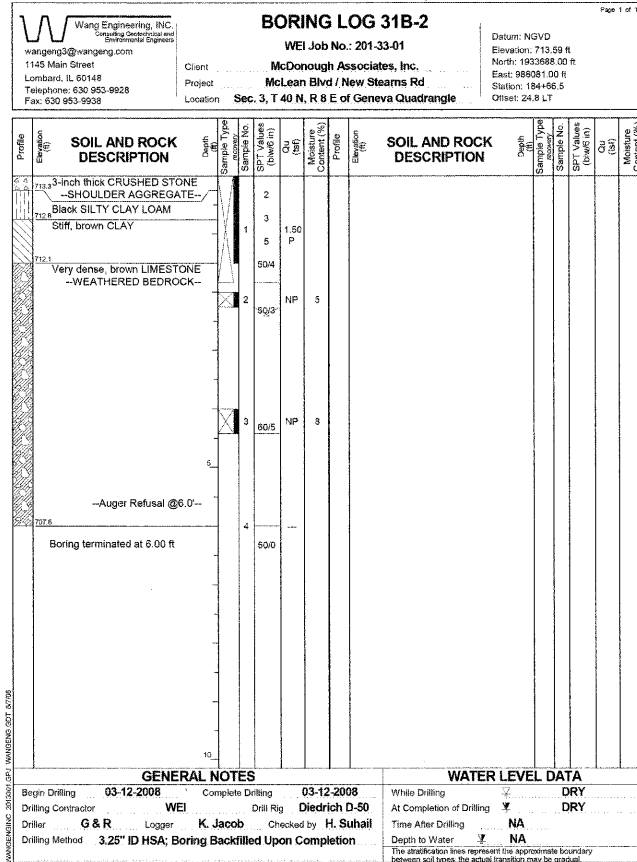 Page 1 of 1
Wang Engineering, INC.
Consulting Geotechnical and
Environmental Engineers
wangeng3@wangeng.com
1145 Main Street
Lombard, IL 60148
Telephone: 630 953-9928
Fax: 630 953-9938
BORING LOG 31B-2
WEI Job No.: 201-33-01
Client McDonough Associates, Inc.
Project McLean Blvd / New Stearns Rd
Location Sec. 3, T 40 N, R 8 E of Geneva Quadrangle
Datum: NGVD
Elevation: 713.59 ft
North: 1933688.00 ft
East: 986081.00 ft
Station: 184+66.5
Offset: 24.8 LT
Profile Elevation (ft) SOIL AND ROCK DESCRIPTION Depth (ft) Sample Type recovery Sample No. SPT Values (blw/6 in) Qu (tsf) Moisture Content (%)
Profile Elevation (ft) SOIL AND ROCK DESCRIPTION Depth (ft) Sample Type recovery Sample No. SPT Values (blw/6 in) Qu (tsf) Moisture Content (%)
713.3 3-inch thick CRUSHED STONE
--SHOULDER AGGREGATE-- 2
Black SILTY CLAY LOAM
712.8 3
Stiff, brown CLAY 1 1.50
5 P
712.1 50/4
Very dense, brown LIMESTONE
--WEATHERED BEDROCK--
2 50/3 NP 5
3 60/5 NP 8
5
--Auger Refusal @6.0'--
707.6 4 ---
Boring terminated at 6.00 ft 50/0
10
WANGENGINC 2013301.GPJ WANGENG.GDT 5/7/08
GENERAL NOTES
Begin Drilling 03-12-2008 Complete Drilling 03-12-2008
Drilling Contractor WEI Drill Rig Diedrich D-50
Driller G & R Logger K. Jacob Checked by H. Suhail
Drilling Method 3.25" ID HSA; Boring Backfilled Upon Completion
WATER LEVEL DATA
While Drilling DRY
At Completion of Drilling DRY
Time After Drilling NA
Depth to Water NA
The stratification lines represent the approximate boundary
between soil types; the actual transition may be gradual.